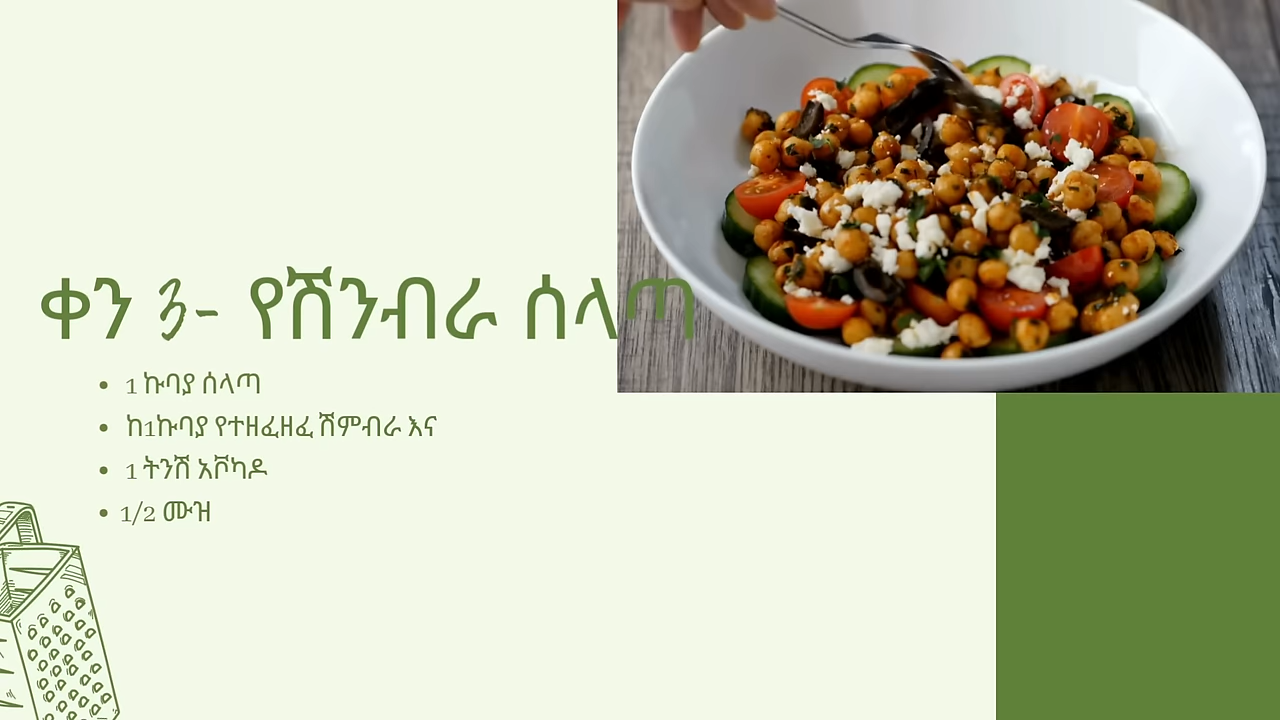 ቀን 3- የሽንብራ ሰላጣ
• 1 ኩባያ ሰላጣ
• ከ1ኩባያ የተዘፈዘፈ ሽምብራ እና
• 1 ትንሽ አቮካዶ
• 1/2 ሙዝ